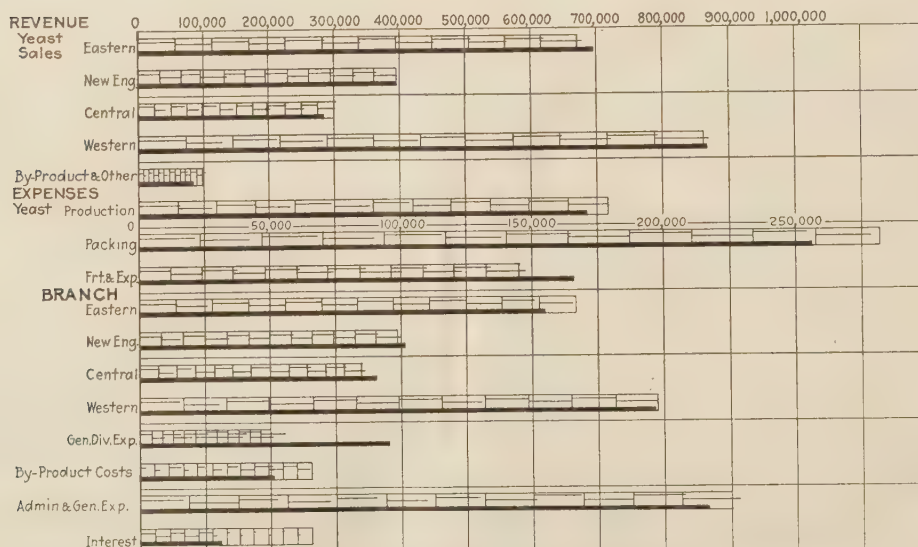 0 100,000 200,000 300,000 400,000 500,000 600,000 700,000 800,000 900,000 1,000,000
REVENUE
Yeast
Sales
Eastern
New Eng.
Central
Western
By-Product & Other
EXPENSES
Yeast Production
0 50,000 100,000 150,000 200,000 250,000
Packing
Frt. & Exp.
BRANCH
Eastern
New Eng.
Central
Western
Gen. Div. Exp.
By-Product Costs
Admin & Gen. Exp.
Interest